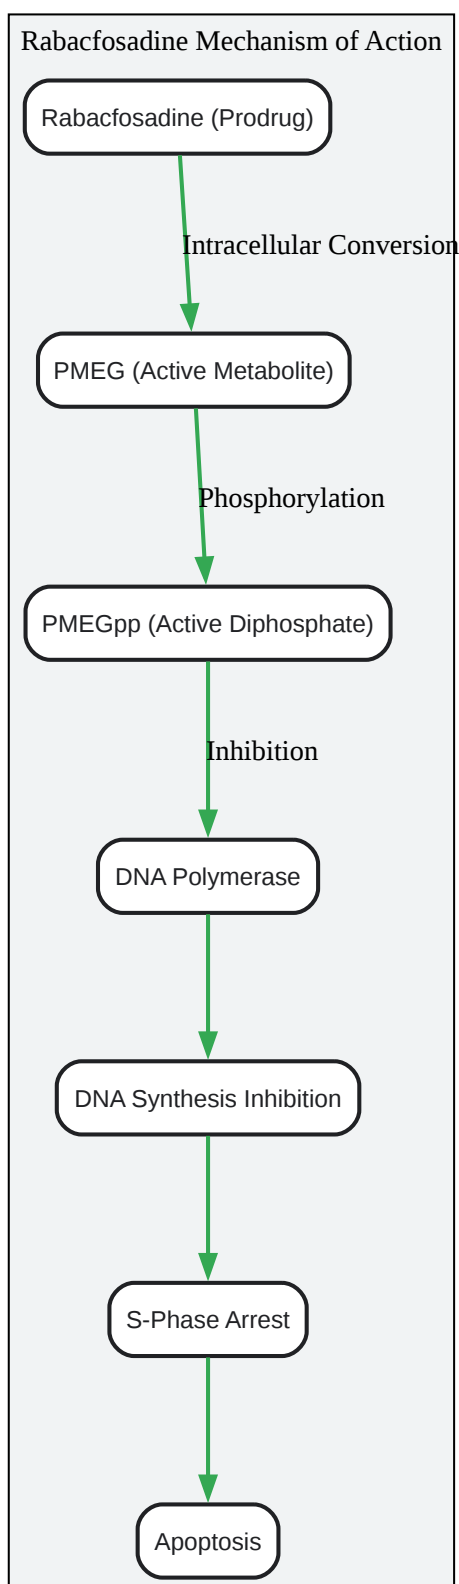 Rabacfosadine Mechanism of Action
Rabacfosadine (Prodrug)
Intracellular Conversion
PMEG (Active Metabolite)
Phosphorylation
PMEGpp (Active Diphosphate)
Inhibition
DNA Polymerase
DNA Synthesis Inhibition
S-Phase Arrest
Apoptosis